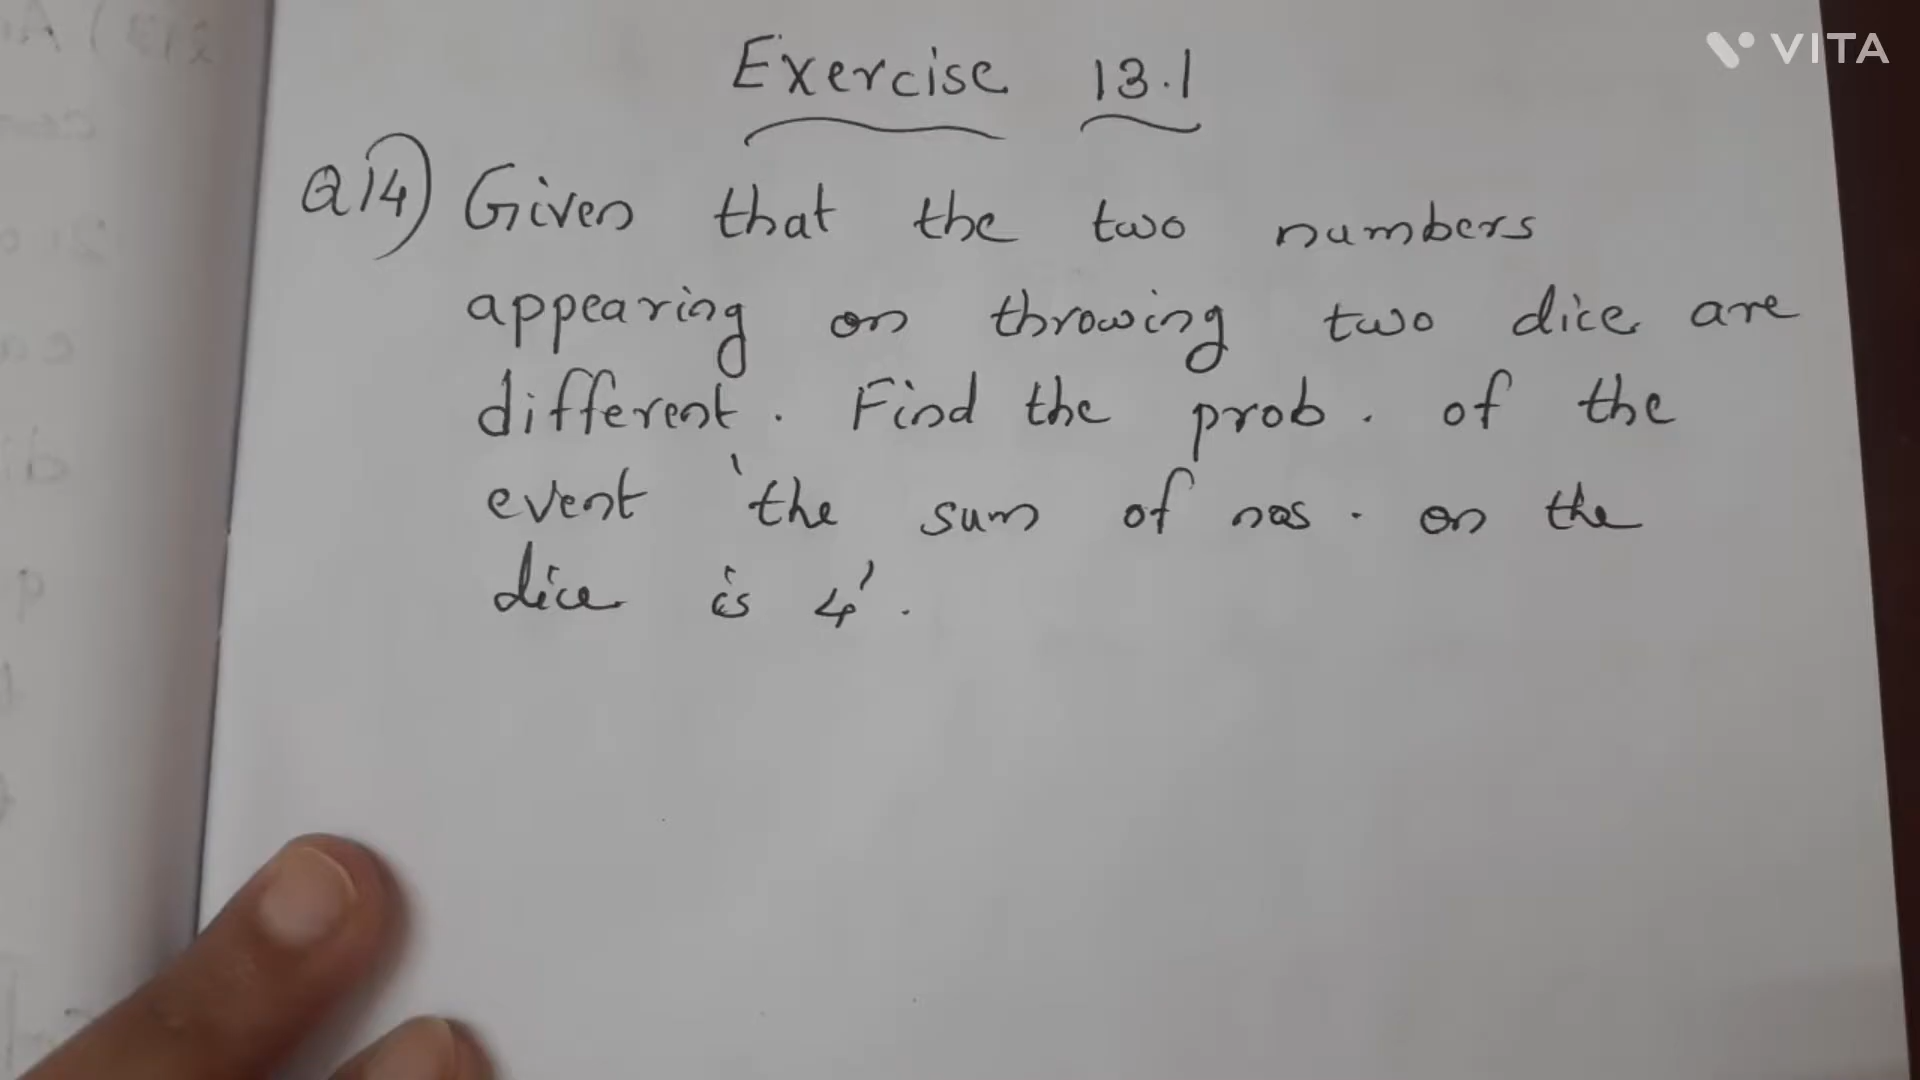 VITA
Exercise 13.1
Q14) Given that the two numbers
appearing on throwing two dice are
different. Find the prob. of the
event 'the sum of nos. on the
dice is 4'.